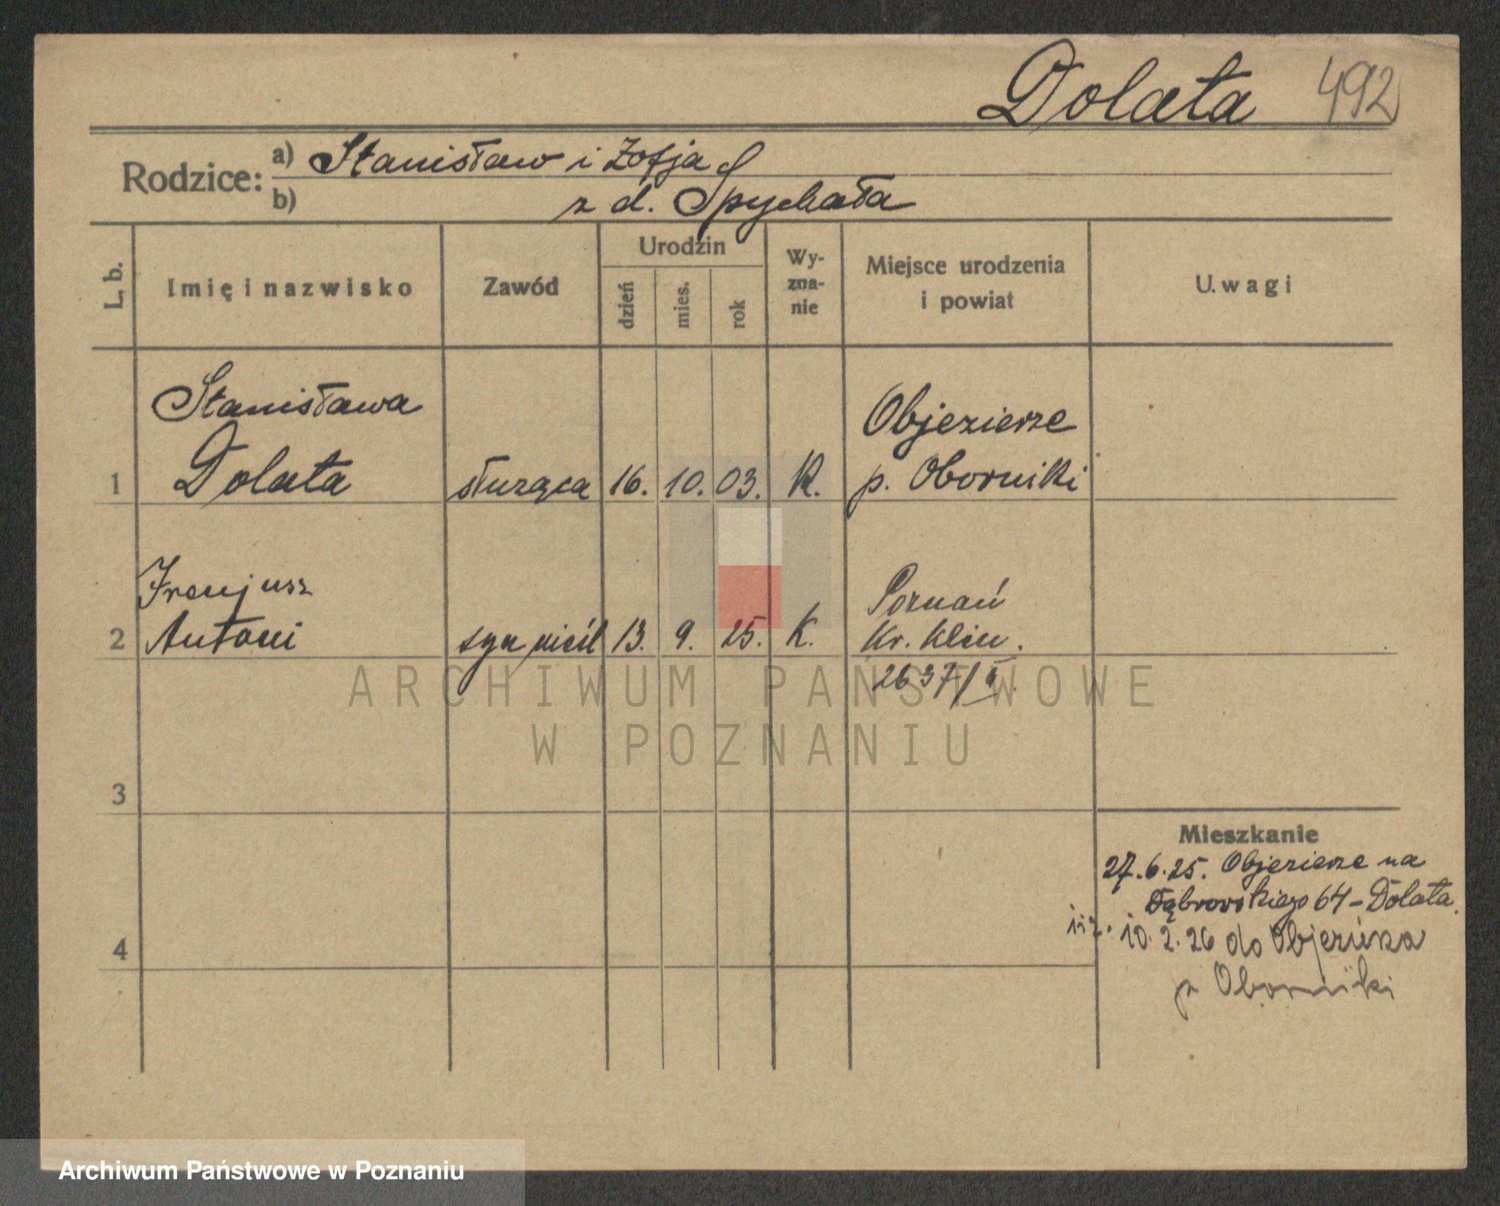 Dolata 492
Rodzice: a) Stanisław i Zofja
b) z d. Spychała
L. b. Imię i nazwisko Zawód Urodzin dzień mies. rok Wy-zna-nie Miejsce urodzenia i powiat Uwagi
Stanisława
1 Dolata służąca 16. 10. 03. K. Objezierze
p. Oborniki
Irenjusz
2 Antoni syn nieśl 13. 9. 25. K. Poznań
Kr. Klin.
2637/II.
ARCHIWUM PAŃSTWOWE
W POZNANIU
3
Mieszkanie
27.6.25. Objezierze na
Dąbrowskiego 64 - Dolata.
10.2.26 do Objezierza
4
p Oborniki
Archiwum Państwowe w Poznaniu